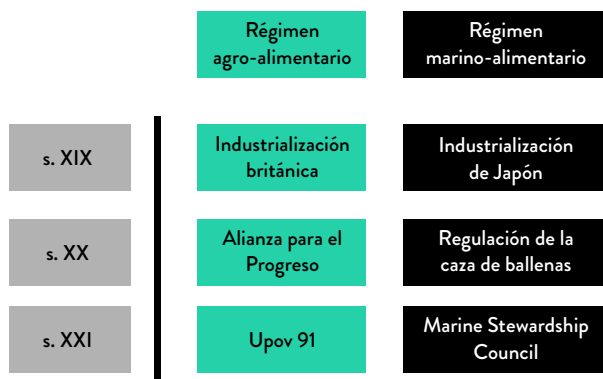 Régimen
agro-alimentario
Régimen
marino-alimentario
s. XIX
Industrialización
británica
Industrialización
de Japón
s. XX
Alianza para el
Progreso
Regulación de la
caza de ballenas
s. XXI
Upov 91
Marine Stewardship
Council